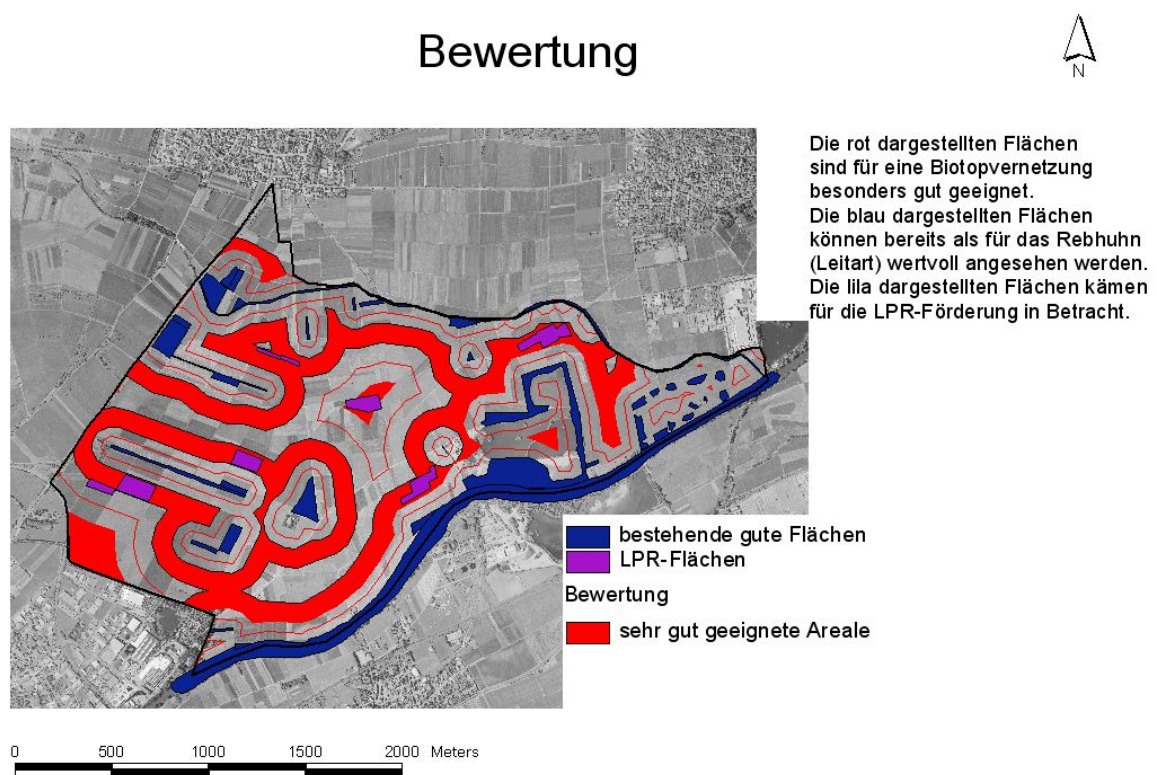 Bewertung
N
Die rot dargestellten Flächen
sind für eine Biotopvernetzung
besonders gut geeignet.
Die blau dargestellten Flächen
können bereits als für das Rebhuhn
(Leitart) wertvoll angesehen werden.
Die lila dargestellten Flächen kämen
für die LPR-Förderung in Betracht.
bestehende gute Flächen
LPR-Flächen
Bewertung
sehr gut geeignete Areale
0 500 1000 1500 2000 Meters